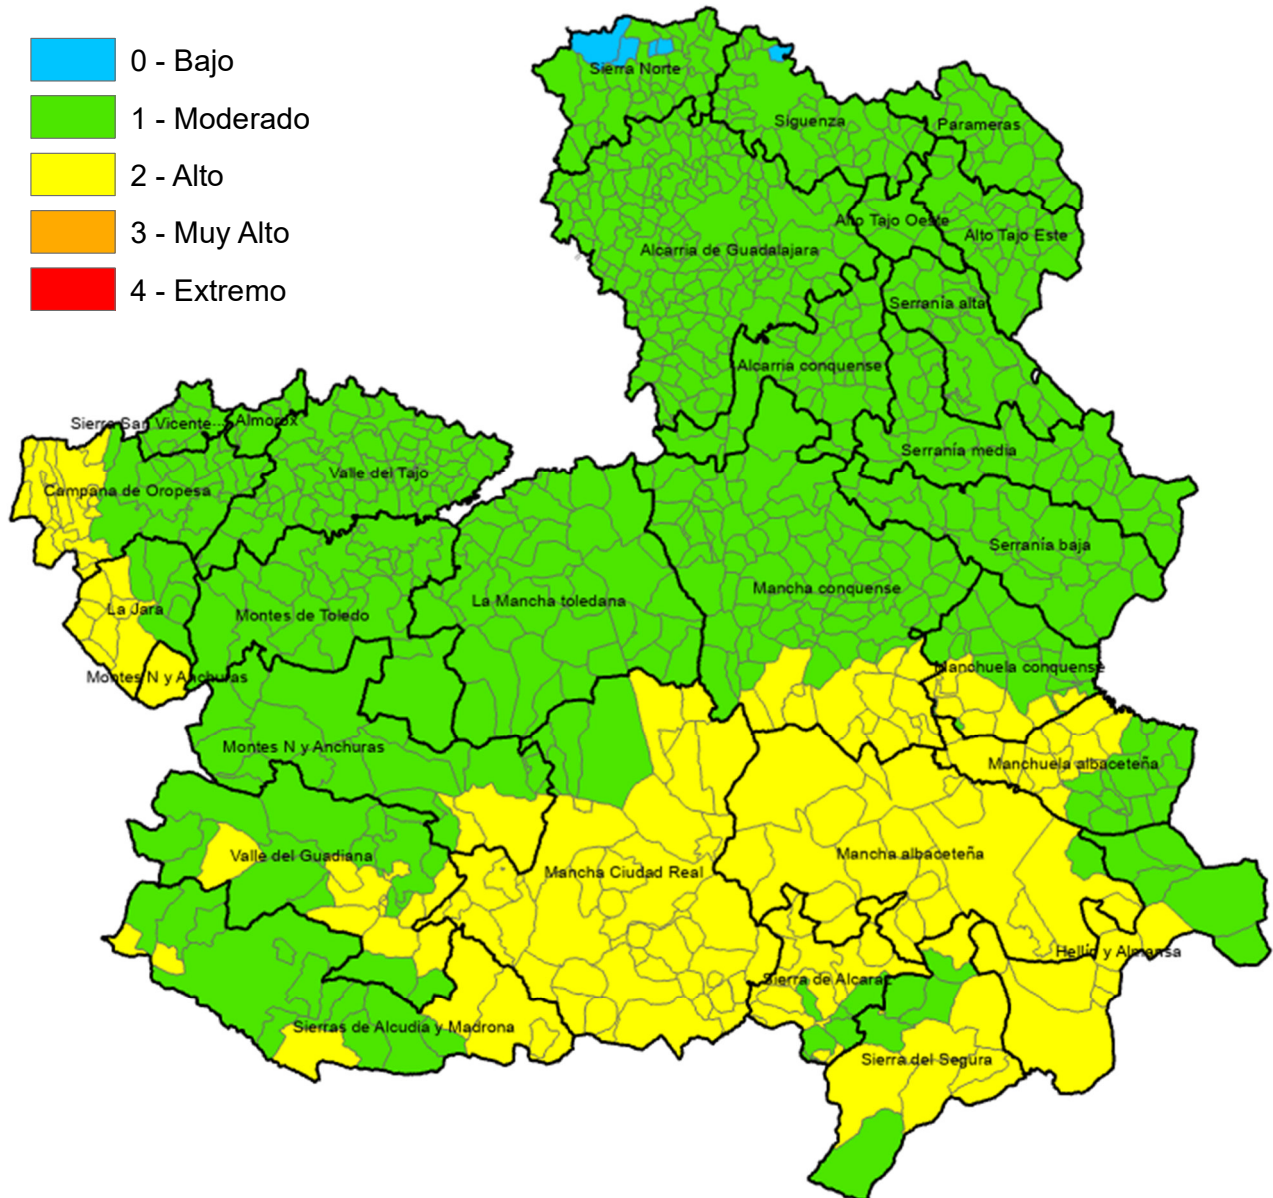 0 - Bajo
1 - Moderado
2 - Alto
3 - Muy Alto
4 - Extremo
Sierra Norte
Siguenza
Parameras
Alto Tajo Oeste
Alto Tajo Este
Alcarria de Guadalajara
Serranía alta
Alcarria conquense
Sierra San Vicente
Almorox
Serranía media
Valle del Tajo
Campana de Oropesa
Serranía baja
Mancha conquense
La Mancha toledana
La Jara
Montes de Toledo
Manchuela conquense
Montes N y Anchuras
Montes N y Anchuras
Manchuela albaceteña
Valle del Guadiana
Mancha albaceteña
Mancha Ciudad Real
Hellín y Almansa
Sierra de Alcaraz
Sierras de Alcudia y Madrona
Sierra del Segura